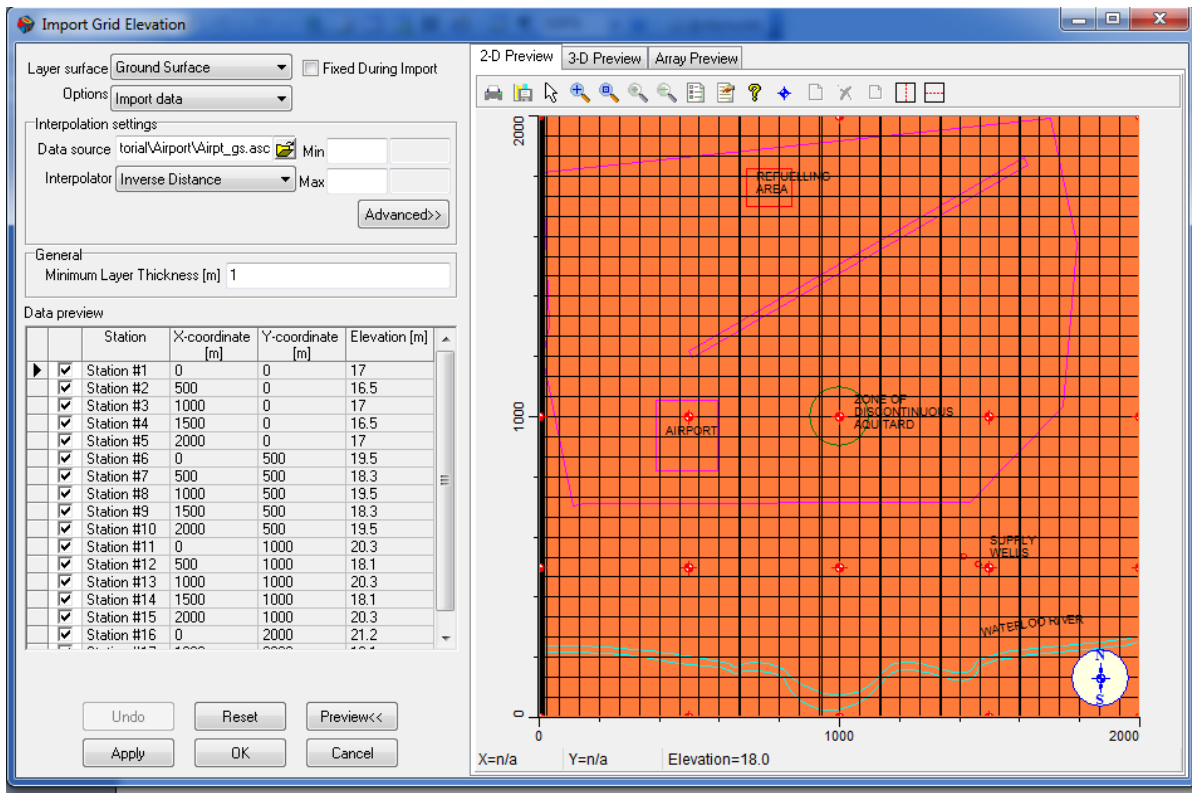 Import Grid Elevation
Layer surface Ground Surface Fixed During Import
Options Import data
Interpolation settings
Data source torial\Airport\Airpt_gs.asc Min
Interpolator Inverse Distance Max
Advanced>>
General
Minimum Layer Thickness [m] 1
Data preview
Station X-coordinate [m] Y-coordinate [m] Elevation [m]
Station #1 0 0 17
Station #2 500 0 16.5
Station #3 1000 0 17
Station #4 1500 0 16.5
Station #5 2000 0 17
Station #6 0 500 19.5
Station #7 500 500 18.3
Station #8 1000 500 19.5
Station #9 1500 500 18.3
Station #10 2000 500 19.5
Station #11 0 1000 20.3
Station #12 500 1000 18.1
Station #13 1000 1000 20.3
Station #14 1500 1000 18.1
Station #15 2000 1000 20.3
Station #16 0 2000 21.2
Undo Reset Preview<<
Apply OK Cancel
2-D Preview 3-D Preview Array Preview
2000
REFUELLING
AREA
1000
ZONE OF
DISCONTINUOUS
AQUITARD
AIRPORT
SUPPLY
WELLS
WATERLOO RIVER
N
S
0
0 1000 2000
X=n/a Y=n/a Elevation=18.0